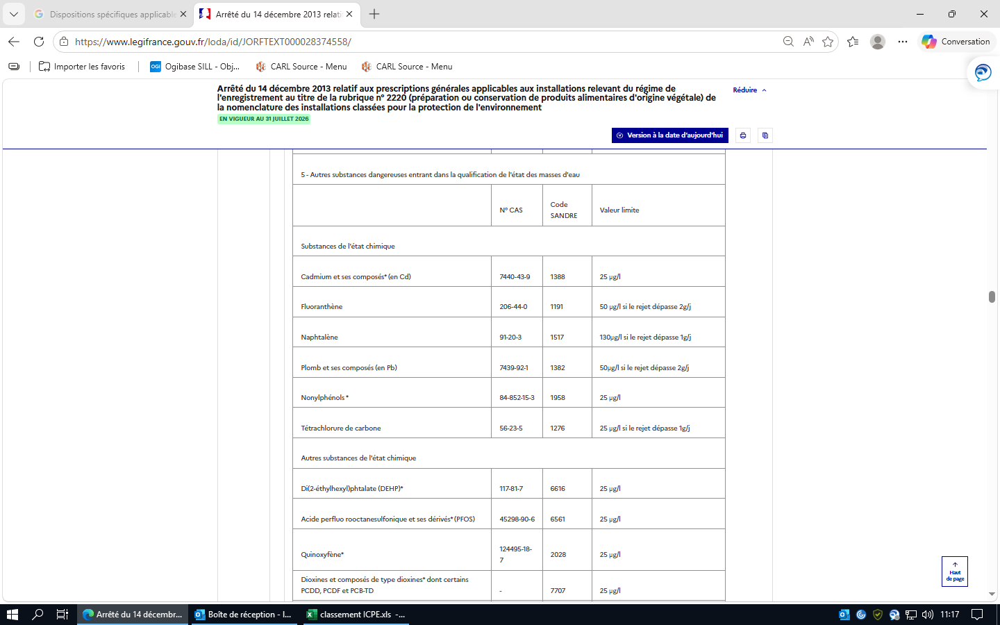 Dispositions spécifiques applicable
Arrêté du 14 décembre 2013 relati
https://www.legifrance.gouv.fr/loda/id/JORFTEXT000028374558/
Conversation
Importer les favoris
OGI
Ogibase SILL - Obj...
CARL Source - Menu
CARL Source - Menu
Arrêté du 14 décembre 2013 relatif aux prescriptions générales applicables aux installations relevant du régime de
l'enregistrement au titre de la rubrique n° 2220 (préparation ou conservation de produits alimentaires d'origine végétale) de
la nomenclature des installations classées pour la protection de l'environnement
Réduire
EN VIGUEUR AU 31 JUILLET 2026
Version à la date d'aujourd'hui
5 - Autres substances dangereuses entrant dans la qualification de l'état des masses d'eau
N° CAS
Code
SANDRE
Valeur limite
Substances de l'état chimique
Cadmium et ses composés* (en Cd) 7440-43-9 1388 25 µg/l
Fluoranthène 206-44-0 1191 50 µg/l si le rejet dépasse 2g/j
Naphtalène 91-20-3 1517 130µg/l si le rejet dépasse 1g/j
Plomb et ses composés (en Pb) 7439-92-1 1382 50µg/l si le rejet dépasse 2g/j
Nonylphénols * 84-852-15-3 1958 25 µg/l
Tétrachlorure de carbone 56-23-5 1276 25 µg/l si le rejet dépasse 1g/j
Autres substances de l'état chimique
Di(2-éthylhexyl)phtalate (DEHP)* 117-81-7 6616 25 µg/l
Acide perfluo rooctanesulfonique et ses dérivés* (PFOS) 45298-90-6 6561 25 µg/l
Quinoxyfène* 124495-18-
7 2028 25 µg/l
Dioxines et composés de type dioxines* dont certains
PCDD, PCDF et PCB-TD - 7707 25 µg/l
Haut
de page
Arrêté du 14 décembr...
Boîte de réception - I...
classement ICPE.xls -...
11:17